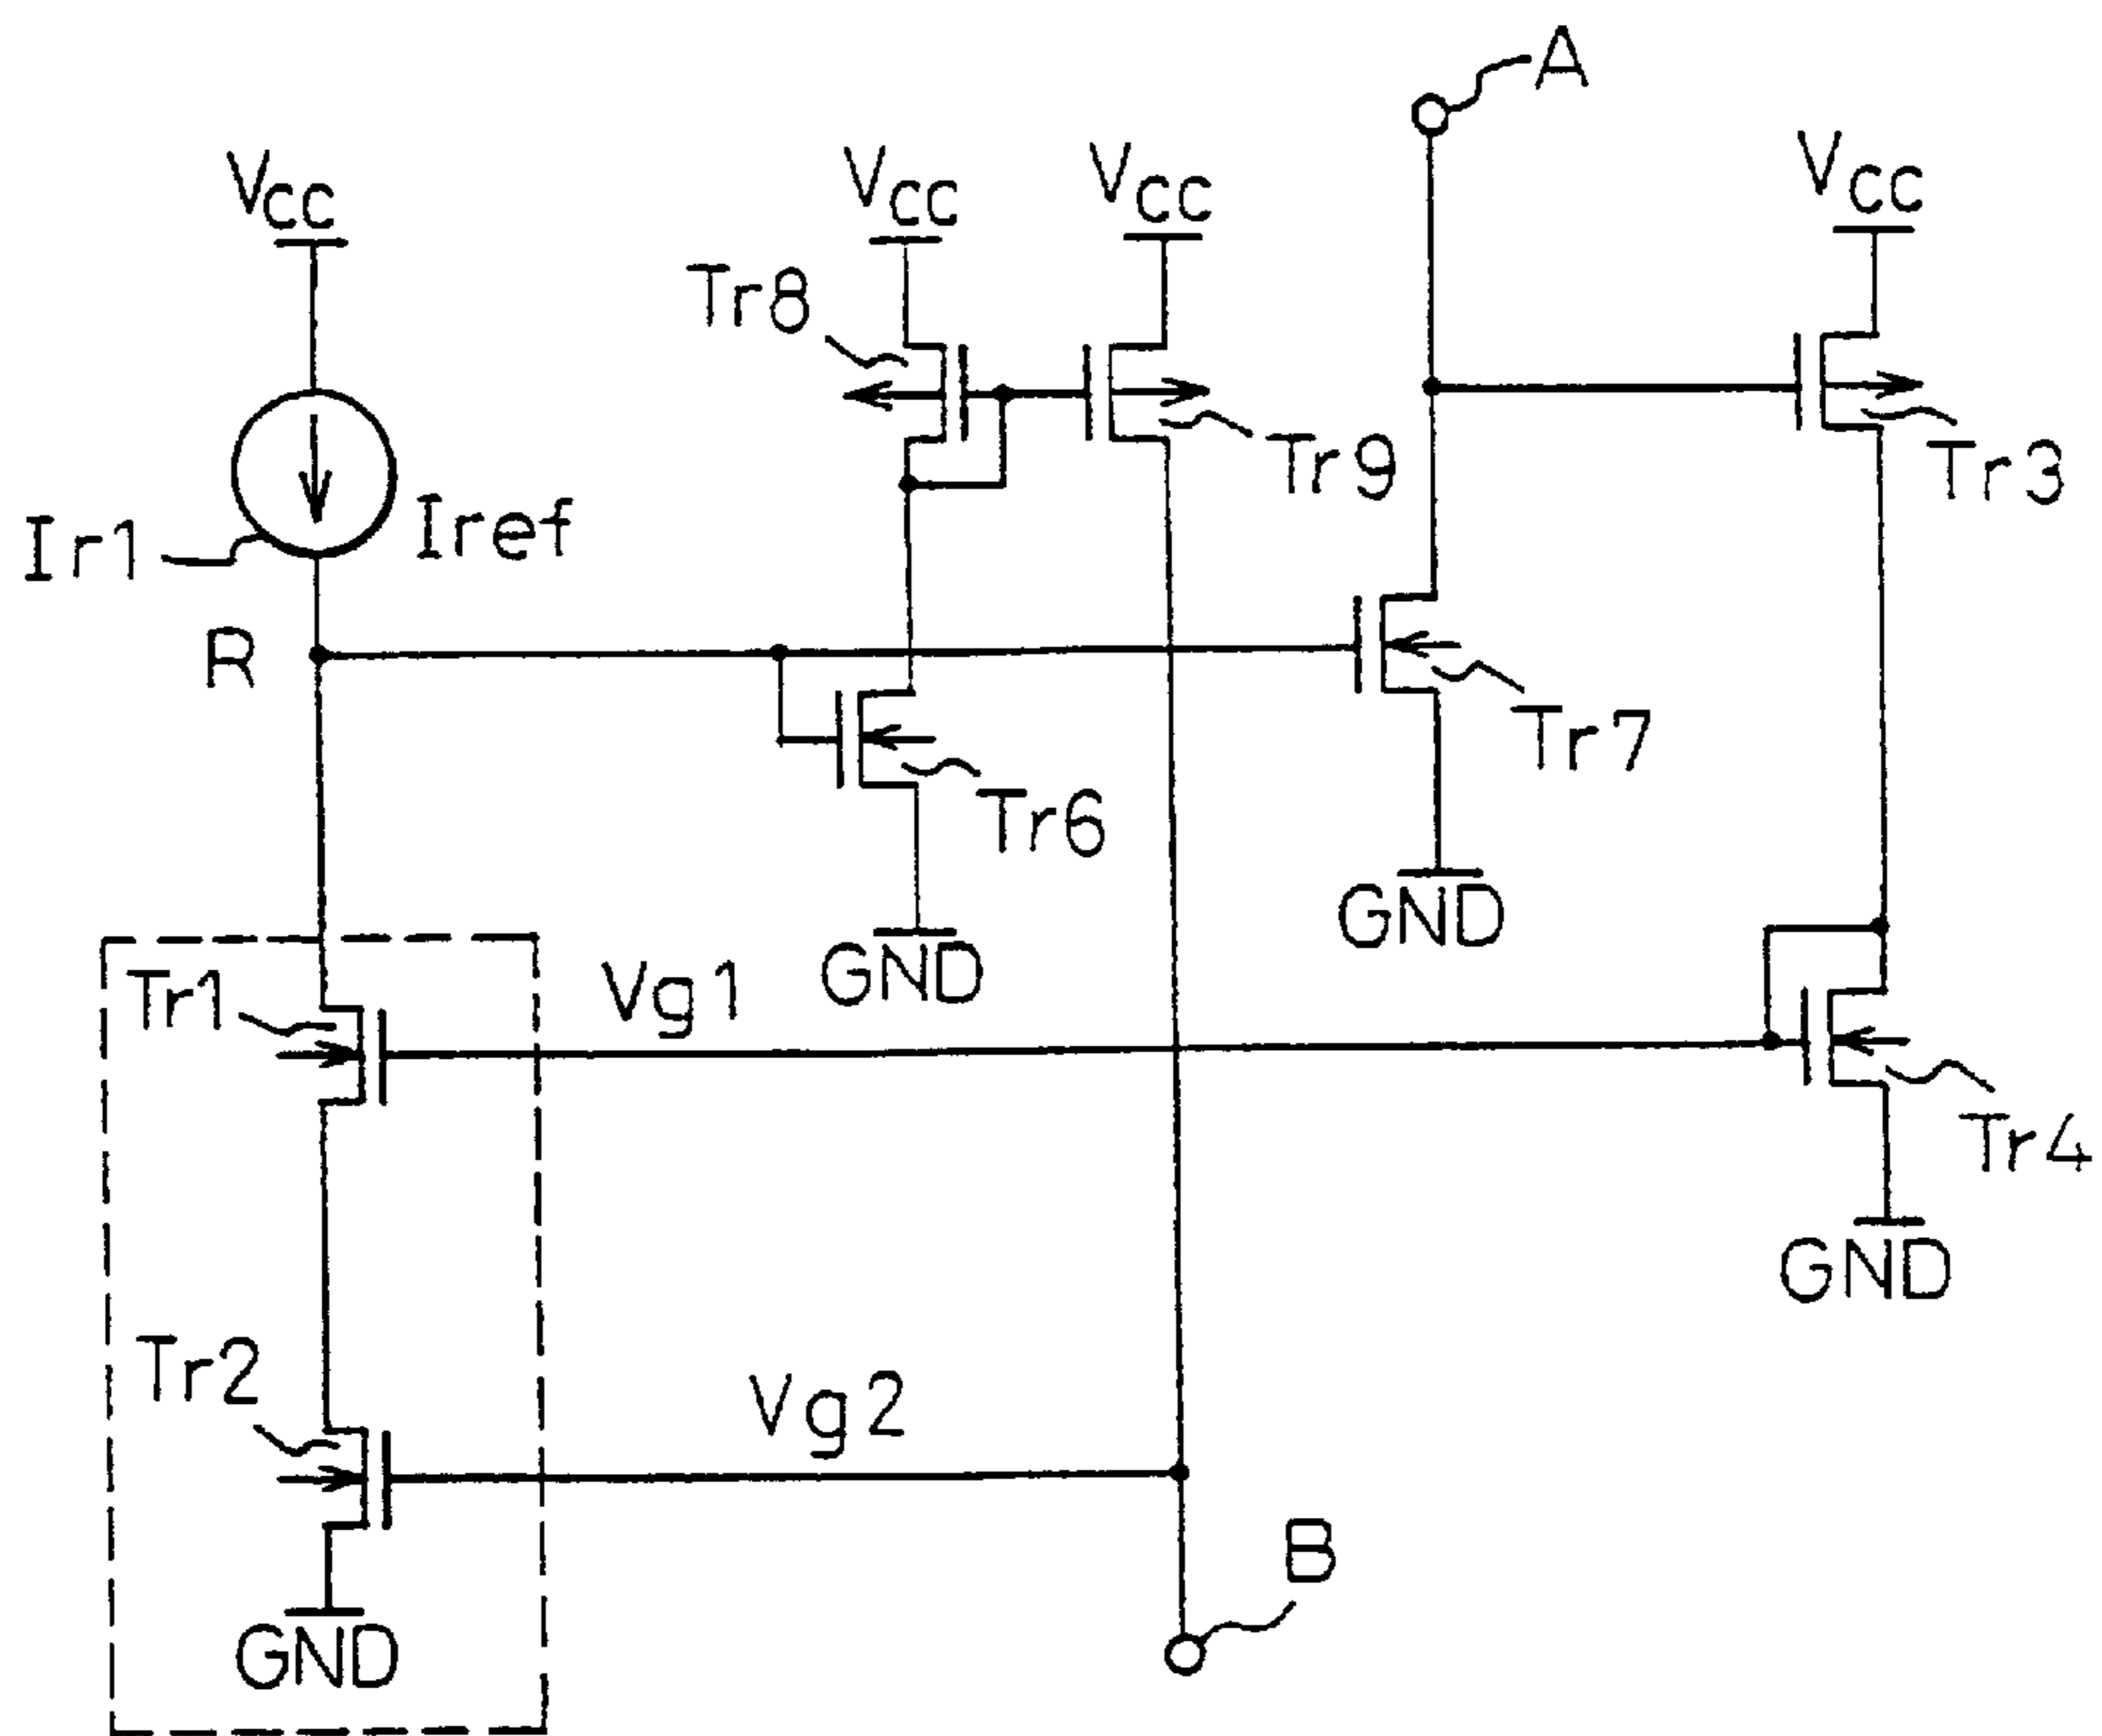 A
Vcc
Vcc
Vcc
Vcc
Tr8
Tr9
Tr3
Ir1
Iref
R
Tr7
Tr6
GND
GND
Tr1
Vg1
Tr4
GND
Tr2
Vg2
B
GND